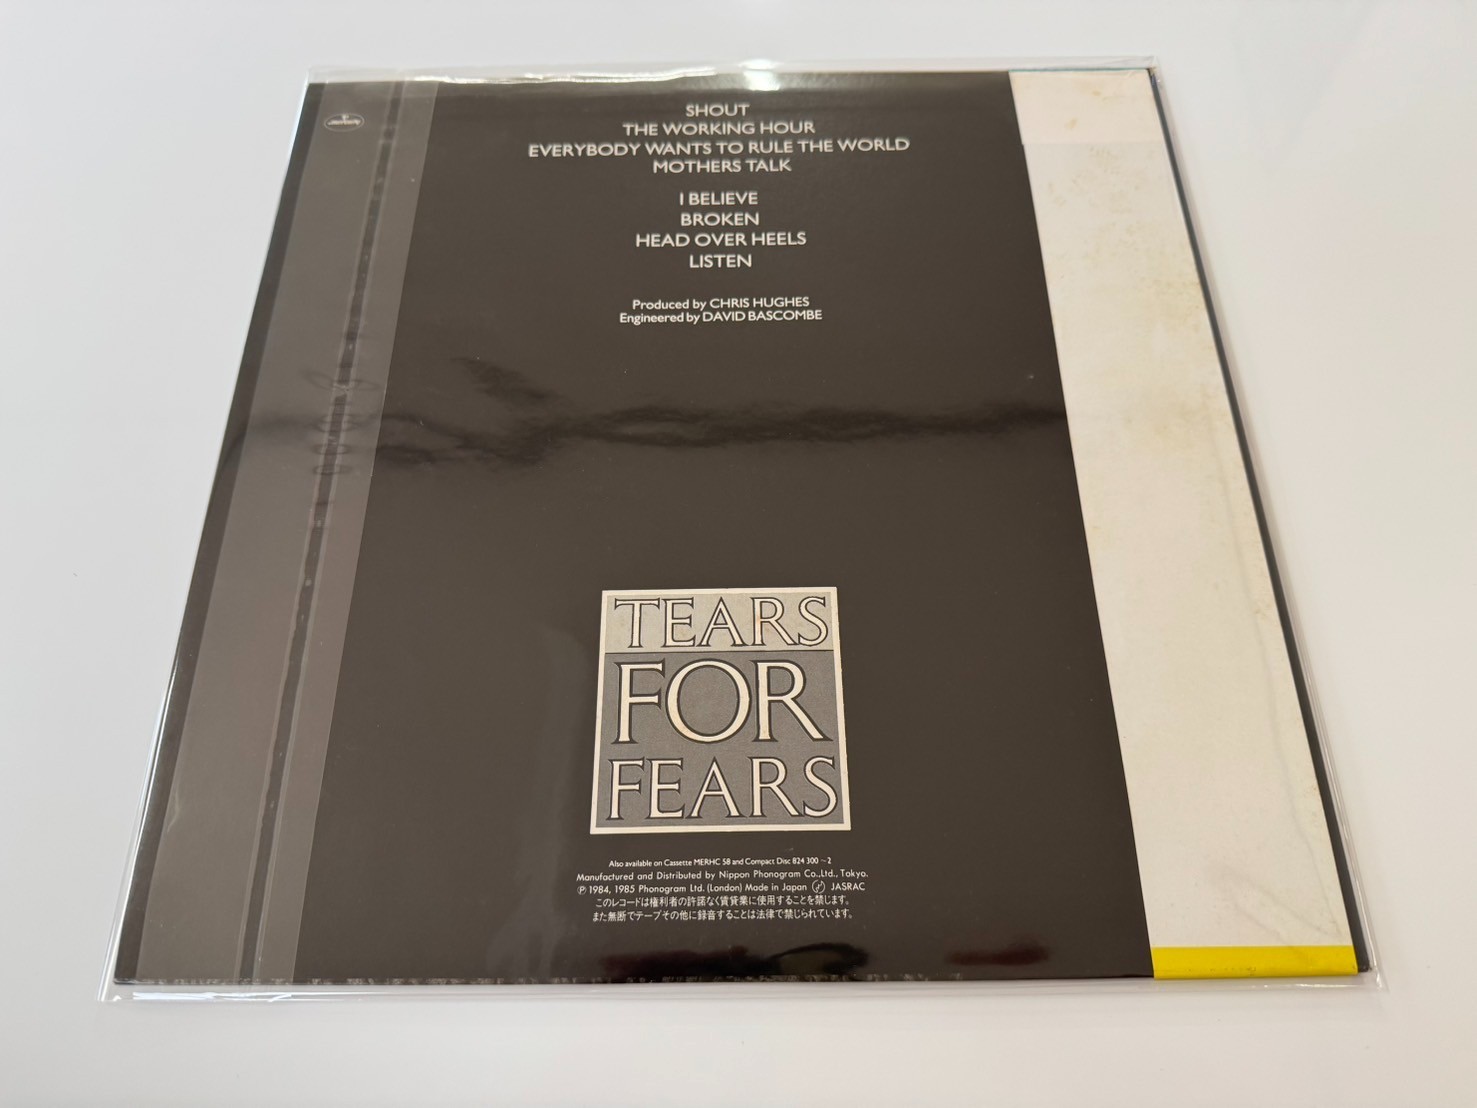 mercury
SHOUT
THE WORKING HOUR
EVERYBODY WANTS TO RULE THE WORLD
MOTHERS TALK
I BELIEVE
BROKEN
HEAD OVER HEELS
LISTEN
Produced by CHRIS HUGHES
Engineered by DAVID BASCOMBE
TEARS
FOR
FEARS
Also available on Cassette MERHC 58 and Compact Disc 824 300 ~ 2
Manufactured and Distributed by Nippon Phonogram Co., Ltd., Tokyo.
℗ 1984, 1985 Phonogram Ltd. (London) Made in Japan JASRAC
このレコードは権利者の許諾なく賃貸業に使用することを禁じます。
また無断でテープその他に録音することは法律で禁じられています。